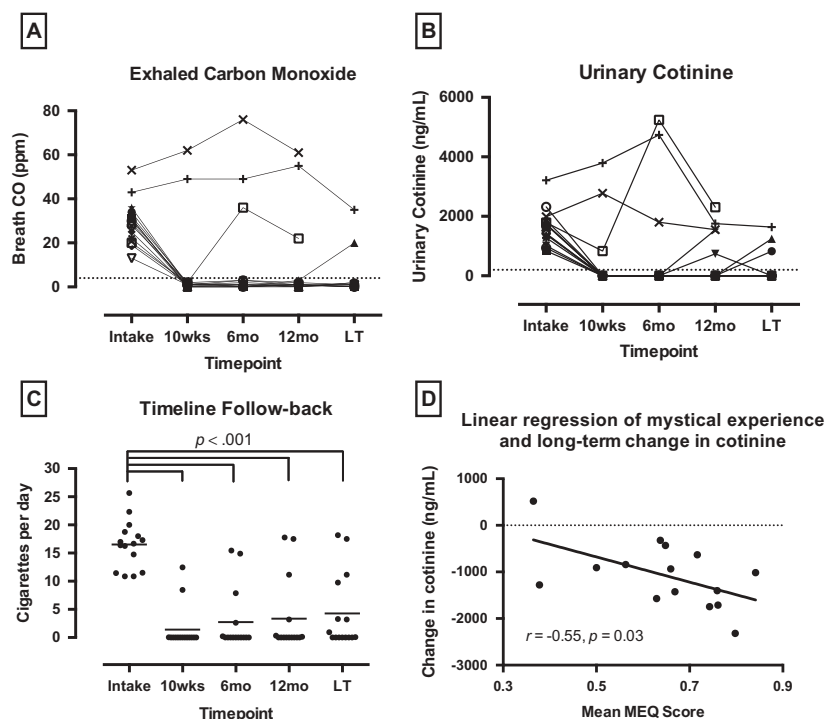 A
Exhaled Carbon Monoxide
Breath CO (ppm)
80
60
40
20
0
Intake 10wks 6mo 12mo LT
Timepoint
B
Urinary Cotinine
Urinary Cotinine (ng/mL)
6000
4000
2000
0
Intake 10wks 6mo 12mo LT
Timepoint
C
Timeline Follow-back
p < .001
Cigarettes per day
30
25
20
15
10
5
0
Intake 10wks 6mo 12mo LT
Timepoint
D
Linear regression of mystical experience
and long-term change in cotinine
Change in cotinine (ng/mL)
1000
0
-1000
-2000
-3000
r = -0.55, p = 0.03
0.3 0.5 0.7 0.9
Mean MEQ Score